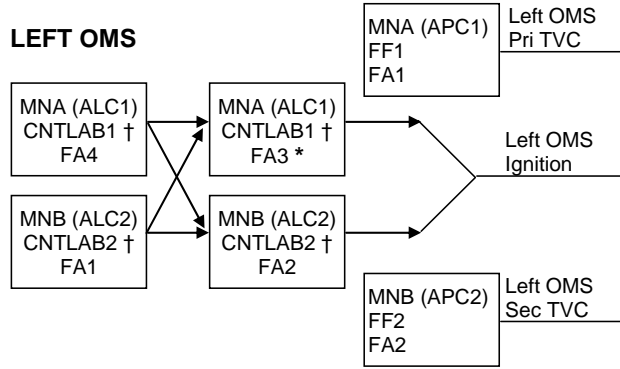 LEFT OMS
MNA (APC1)
FF1
FA1
Left OMS
Pri TVC
MNA (ALC1)
CNTLAB1 †
FA4
MNA (ALC1)
CNTLAB1 †
FA3 *
Left OMS
Ignition
MNB (ALC2)
CNTLAB2 †
FA1
MNB (ALC2)
CNTLAB2 †
FA2
MNB (APC2)
FF2
FA2
Left OMS
Sec TVC